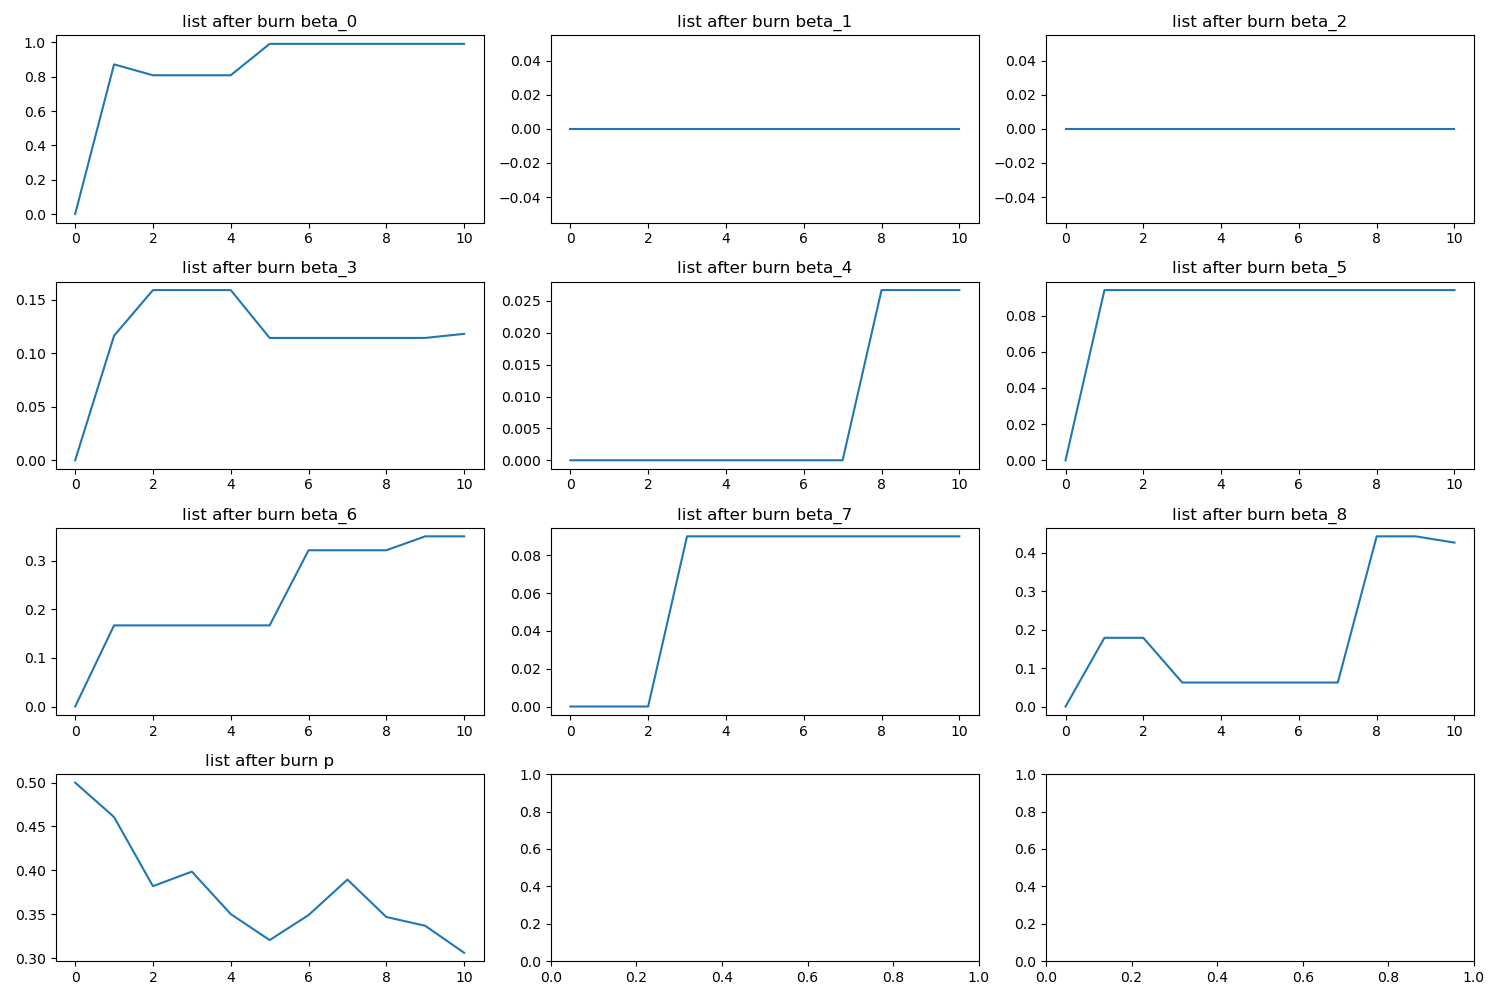 list after burn beta_0
list after burn beta_1
list after burn beta_2
1.0
0.8
0.6
0.4
0.2
0.0
0 2 4 6 8 10
0.04
0.02
0.00
−0.02
−0.04
0 2 4 6 8 10
0.04
0.02
0.00
−0.02
−0.04
0 2 4 6 8 10
list after burn beta_3
list after burn beta_4
list after burn beta_5
0.15
0.10
0.05
0.00
0 2 4 6 8 10
0.025
0.020
0.015
0.010
0.005
0.000
0 2 4 6 8 10
0.08
0.06
0.04
0.02
0.00
0 2 4 6 8 10
list after burn beta_6
list after burn beta_7
list after burn beta_8
0.3
0.2
0.1
0.0
0 2 4 6 8 10
0.08
0.06
0.04
0.02
0.00
0 2 4 6 8 10
0.4
0.3
0.2
0.1
0.0
0 2 4 6 8 10
list after burn p
0.50
0.45
0.40
0.35
0.30
0 2 4 6 8 10
1.0
0.8
0.6
0.4
0.2
0.0
0.0 0.2 0.4 0.6 0.8 1.0
1.0
0.8
0.6
0.4
0.2
0.0
0.0 0.2 0.4 0.6 0.8 1.0